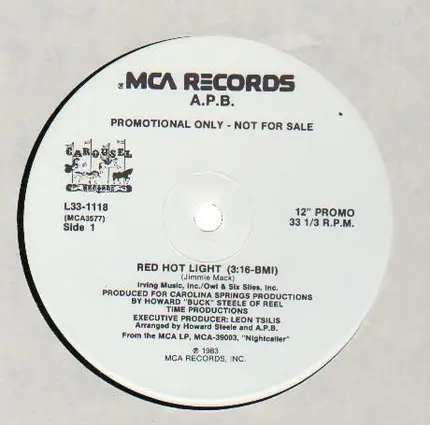 ®MCA RECORDS
A.P.B.
PROMOTIONAL ONLY - NOT FOR SALE
CAROUSEL
RECORDS
L33-1118
(MCA3577)
Side 1
12" PROMO
33 1/3 R.P.M.
RED HOT LIGHT (3:16-BMI)
(Jimmie Mack)
Irving Music, Inc./Owl & Six Slies, Inc.
PRODUCED FOR CAROLINA SPRINGS PRODUCTIONS
BY HOWARD "BUCK" STEELE OF REEL
TIME PRODUCTIONS
EXECUTIVE PRODUCER: LEON TSILIS
Arranged by Howard Steele and A.P.B.
From the MCA LP, MCA-39003, "Nightcaller"
℗ 1983
MCA RECORDS, INC.